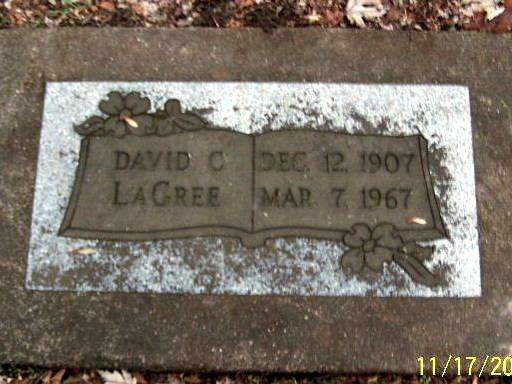 DAVID C
LAGREE
DEC. 12, 1907
MAR 7, 1967
11/17/20